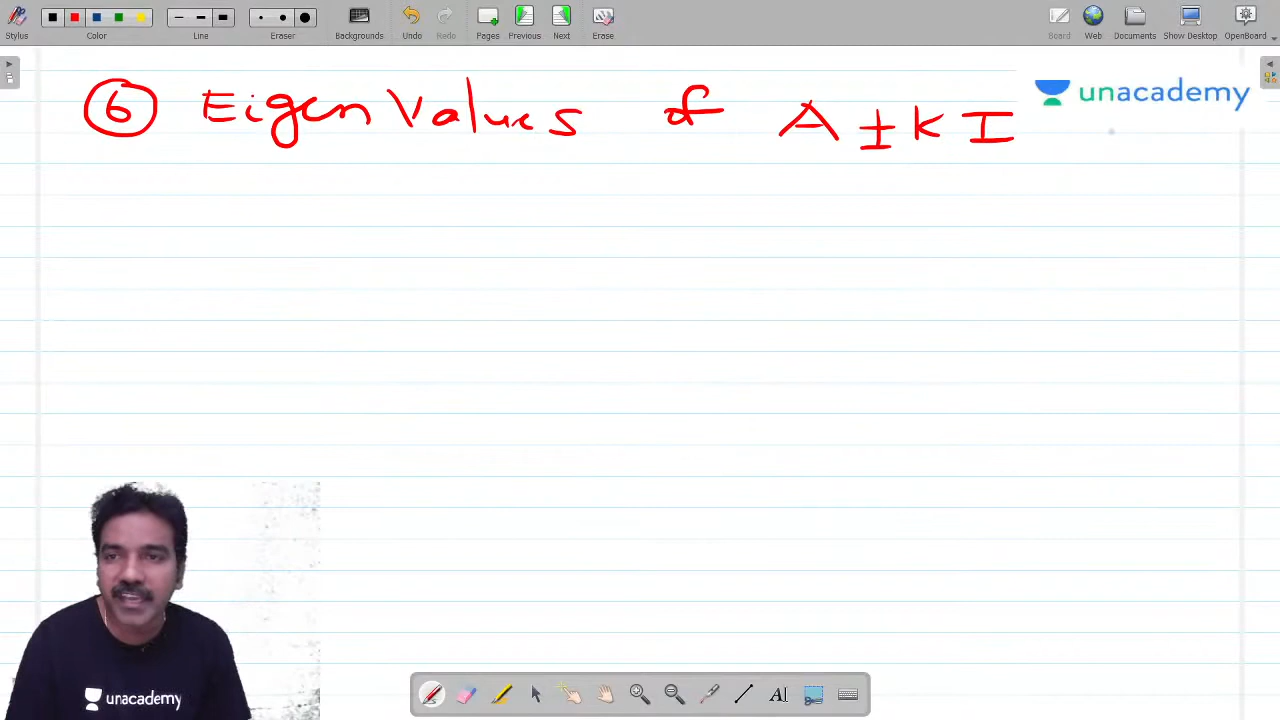 Stylus Color Line Eraser Backgrounds Undo Redo Pages Previous Next Erase Board Web Documents Show Desktop OpenBoard
⑥ Eigen Values of A ± K I
unacademy
unacademy
AI